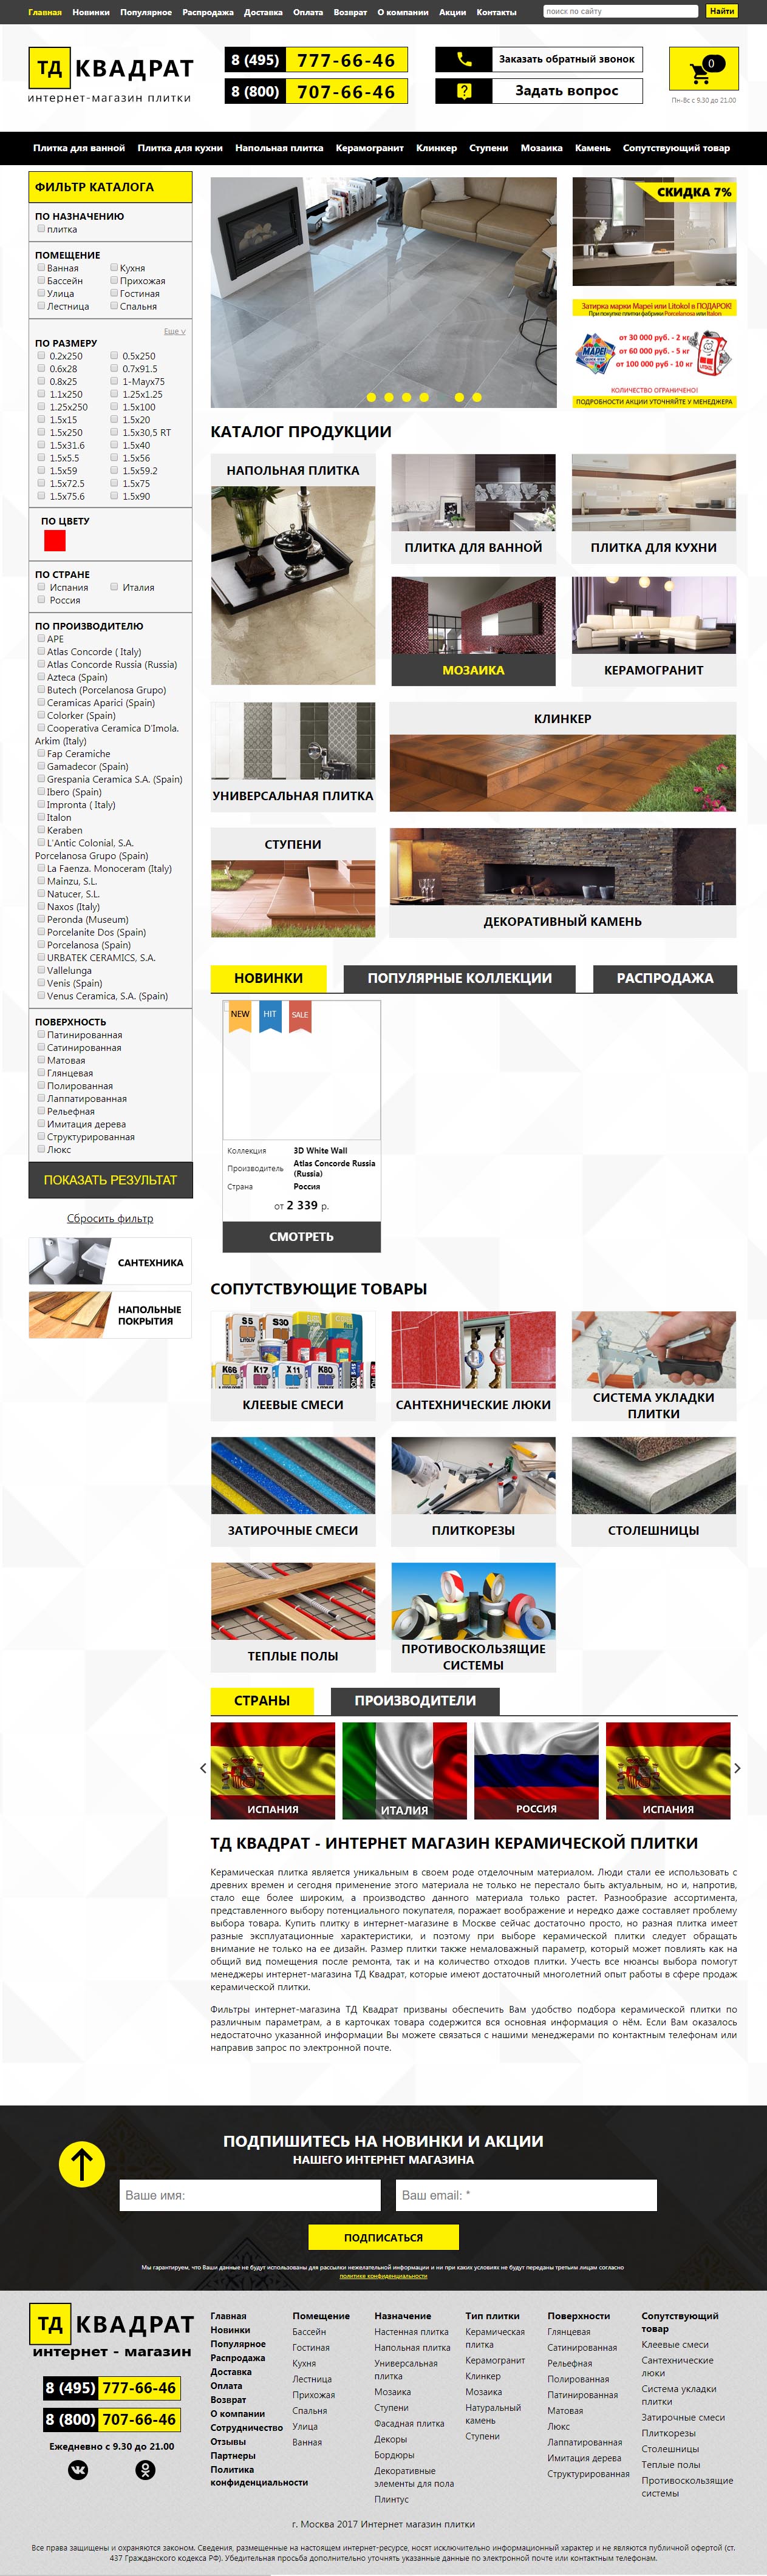 Главная Новинки Популярное Распродажа Доставка Оплата Возврат О компании Акции Контакты
поиск по сайту Найти
ТД КВАДРАТ
интернет-магазин плитки
8 (495) 777-66-46
8 (800) 707-66-46
Заказать обратный звонок
Задать вопрос
0
Пн-Вс с 9.30 до 21.00
Плитка для ванной Плитка для кухни Напольная плитка Керамогранит Клинкер Ступени Мозаика Камень Сопутствующий товар
ФИЛЬТР КАТАЛОГА
ПО НАЗНАЧЕНИЮ
плитка
ПОМЕЩЕНИЕ
Ванная Кухня
Бассейн Прихожая
Улица Гостиная
Лестница Спальня
Еще v
ПО РАЗМЕРУ
0.2x250 0.5x250
0.6x28 0.7x91.5
0.8x25 1-Mayx75
1.1x250 1.25x1.25
1.25x250 1.5x100
1.5x15 1.5x20
1.5x250 1.5x30,5 RT
1.5x31.6 1.5x40
1.5x5.5 1.5x56
1.5x59 1.5x59.2
1.5x72.5 1.5x75
1.5x75.6 1.5x90
ПО ЦВЕТУ
ПО СТРАНЕ
Испания Италия
Россия
ПО ПРОИЗВОДИТЕЛЮ
APE
Atlas Concorde ( Italy)
Atlas Concorde Russia (Russia)
Azteca (Spain)
Butech (Porcelanosa Grupo)
Ceramicas Aparici (Spain)
Colorker (Spain)
Cooperativa Ceramica D'Imola.
Arkim (Italy)
Fap Ceramiche
Gamadecor (Spain)
Grespania Ceramica S.A. (Spain)
Ibero (Spain)
Impronta ( Italy)
Italon
Keraben
L'Antic Colonial, S.A.
Porcelanosa Grupo (Spain)
La Faenza. Monoceram (Italy)
Mainzu, S.L.
Natucer, S.L.
Naxos (Italy)
Peronda (Museum)
Porcelanite Dos (Spain)
Porcelanosa (Spain)
URBATEK CERAMICS, S.A.
Vallelunga
Venis (Spain)
Venus Ceramica, S.A. (Spain)
ПОВЕРХНОСТЬ
Патинированная
Сатинированная
Матовая
Глянцевая
Полированная
Лаппатированная
Рельефная
Имитация дерева
Структурированная
Люкс
ПОКАЗАТЬ РЕЗУЛЬТАТ
Сбросить фильтр
САНТЕХНИКА
НАПОЛЬНЫЕ
ПОКРЫТИЯ
СКИДКА 7%
Затирка марки Mapei или Litokol в ПОДАРОК!
При покупке плитки фабрики Porcelanosa или Italon
MAPEI
от 30 000 руб. - 2 кг
от 60 000 руб. - 5 кг
от 100 000 руб - 10 кг
КОЛИЧЕСТВО ОГРАНИЧЕНО!
ПОДРОБНОСТИ АКЦИИ УТОЧНЯЙТЕ У МЕНЕДЖЕРА
КАТАЛОГ ПРОДУКЦИИ
НАПОЛЬНАЯ ПЛИТКА
ПЛИТКА ДЛЯ ВАННОЙ
ПЛИТКА ДЛЯ КУХНИ
МОЗАИКА
КЕРАМОГРАНИТ
УНИВЕРСАЛЬНАЯ ПЛИТКА
КЛИНКЕР
СТУПЕНИ
ДЕКОРАТИВНЫЙ КАМЕНЬ
НОВИНКИ ПОПУЛЯРНЫЕ КОЛЛЕКЦИИ РАСПРОДАЖА
NEW HIT SALE
Коллекция 3D White Wall
Производитель Atlas Concorde Russia
(Russia)
Страна Россия
от 2 339 р.
СМОТРЕТЬ
СОПУТСТВУЮЩИЕ ТОВАРЫ
S5 S30
K66 K17 X11 K80
КЛЕЕВЫЕ СМЕСИ
САНТЕХНИЧЕСКИЕ ЛЮКИ
СИСТЕМА УКЛАДКИ
ПЛИТКИ
ЗАТИРОЧНЫЕ СМЕСИ
ПЛИТКОРЕЗЫ
СТОЛЕШНИЦЫ
ТЕПЛЫЕ ПОЛЫ
ПРОТИВОСКОЛЬЗЯЩИЕ
СИСТЕМЫ
СТРАНЫ ПРОИЗВОДИТЕЛИ
ИСПАНИЯ ИТАЛИЯ РОССИЯ ИСПАНИЯ
ТД КВАДРАТ - ИНТЕРНЕТ МАГАЗИН КЕРАМИЧЕСКОЙ ПЛИТКИ
Керамическая плитка является уникальным в своем роде отделочным материалом. Люди стали ее использовать с
древних времен и сегодня применение этого материала не только не перестало быть актуальным, но и, напротив,
стало еще более широким, а производство данного материала только растет. Разнообразие ассортимента,
представленного выбору потенциального покупателя, поражает воображение и нередко даже составляет проблему
выбора товара. Купить плитку в интернет-магазине в Москве сейчас достаточно просто, но разная плитка имеет
разные эксплуатационные характеристики, и поэтому при выборе керамической плитки следует обращать
внимание не только на ее дизайн. Размер плитки также немаловажный параметр, который может повлиять как на
общий вид помещения после ремонта, так и на количество отходов плитки. Учесть все нюансы выбора помогут
менеджеры интернет-магазина ТД Квадрат, которые имеют достаточный многолетний опыт работы в сфере продаж
керамической плитки.
Фильтры интернет-магазина ТД Квадрат призваны обеспечить Вам удобство подбора керамической плитки по
различным параметрам, а в карточках товара содержится вся основная информация о нём. Если Вам оказалось
недостаточно указанной информации Вы можете связаться с нашими менеджерами по контактным телефонам или
направив запрос по электронной почте.
ПОДПИШИТЕСЬ НА НОВИНКИ И АКЦИИ
НАШЕГО ИНТЕРНЕТ МАГАЗИНА
Ваше имя: Ваш email: *
ПОДПИСАТЬСЯ
Мы гарантируем, что Ваши данные не будут использованы для рассылки нежелательной информации и ни при каких условиях не будут переданы третьим лицам согласно
политике конфиденциальности
ТД КВАДРАТ
интернет - магазин
8 (495) 777-66-46
8 (800) 707-66-46
Ежедневно с 9.30 до 21.00
Главная
Новинки
Популярное
Распродажа
Доставка
Оплата
Возврат
О компании
Сотрудничество
Отзывы
Партнеры
Политика
конфиденциальности
Помещение
Бассейн
Гостиная
Кухня
Лестница
Прихожая
Спальня
Улица
Ванная
Назначение
Настенная плитка
Напольная плитка
Универсальная
плитка
Мозаика
Ступени
Фасадная плитка
Декоры
Бордюры
Декоративные
элементы для пола
Плинтус
Тип плитки
Керамическая
плитка
Керамогранит
Клинкер
Мозаика
Натуральный
камень
Ступени
Поверхности
Глянцевая
Сатинированная
Рельефная
Полированная
Патинированная
Матовая
Люкс
Лаппатированная
Имитация дерева
Структурированная
Сопутствующий
товар
Клеевые смеси
Сантехнические
люки
Система укладки
плитки
Затирочные смеси
Плиткорезы
Столешницы
Теплые полы
Противоскользящие
системы
г. Москва 2017 Интернет магазин плитки
Все права защищены и охраняются законом. Сведения, размещенные на настоящем интернет-ресурсе, носят исключительно информационный характер и не являются публичной офертой (ст.
437 Гражданского кодекса РФ). Убедительная просьба дополнительно уточнять указанные данные по электронной почте или контактным телефонам.